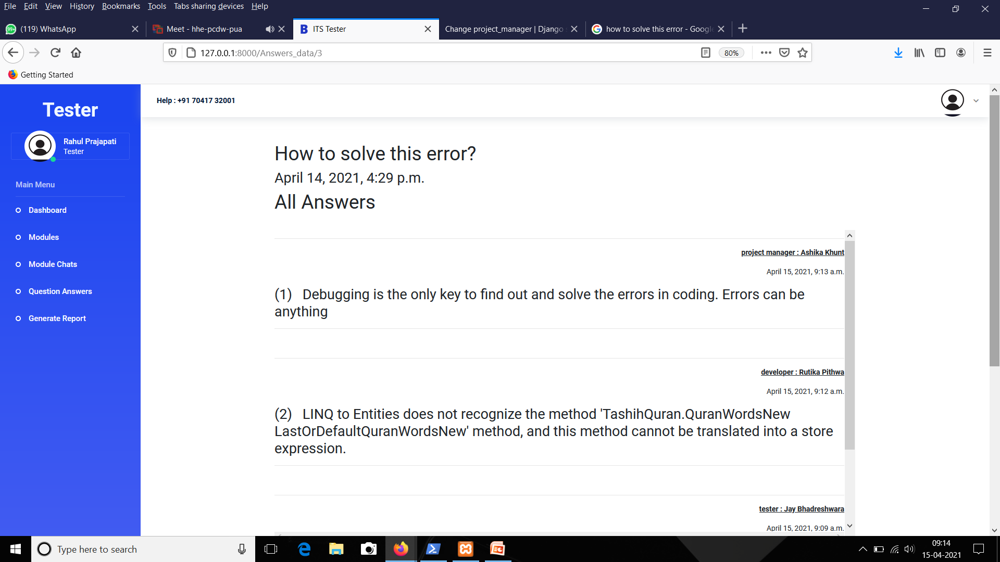 File Edit View History Bookmarks Tools Tabs sharing devices Help
(119) WhatsApp
Meet - hhe-pcdw-pua
ITS Tester
Change project_manager | Django
how to solve this error - Google
127.0.0.1:8000/Answers_data/3
80%
Getting Started
Tester
Rahul Prajapati
Tester
Main Menu
Dashboard
Modules
Module Chats
Question Answers
Generate Report
Help : +91 70417 32001
How to solve this error?
April 14, 2021, 4:29 p.m.
All Answers
project manager : Ashika Khunt
April 15, 2021, 9:13 a.m.
(1) Debugging is the only key to find out and solve the errors in coding. Errors can be
anything
developer : Rutika Pithwa
April 15, 2021, 9:12 a.m.
(2) LINQ to Entities does not recognize the method 'TashihQuran.QuranWordsNew
LastOrDefaultQuranWordsNew' method, and this method cannot be translated into a store
expression.
tester : Jay Bhadreshwara
April 15, 2021, 9:09 a.m.
Type here to search
09:14
15-04-2021